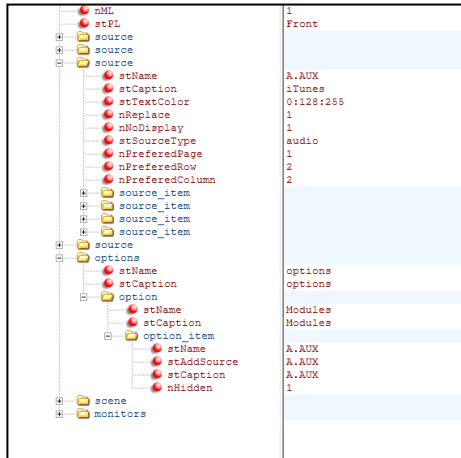 nML 1
stPL Front
source
source
source
stName A.AUX
stCaption iTunes
stTextColor 0:128:255
nReplace 1
nNoDisplay 1
stSourceType audio
nPreferedPage 1
nPreferedRow 2
nPreferedColumn 2
source_item
source_item
source_item
source_item
source
options
stName options
stCaption options
option
stName Modules
stCaption Modules
option_item
stName A.AUX
stAddSource A.AUX
stCaption A.AUX
nHidden 1
scene
monitors